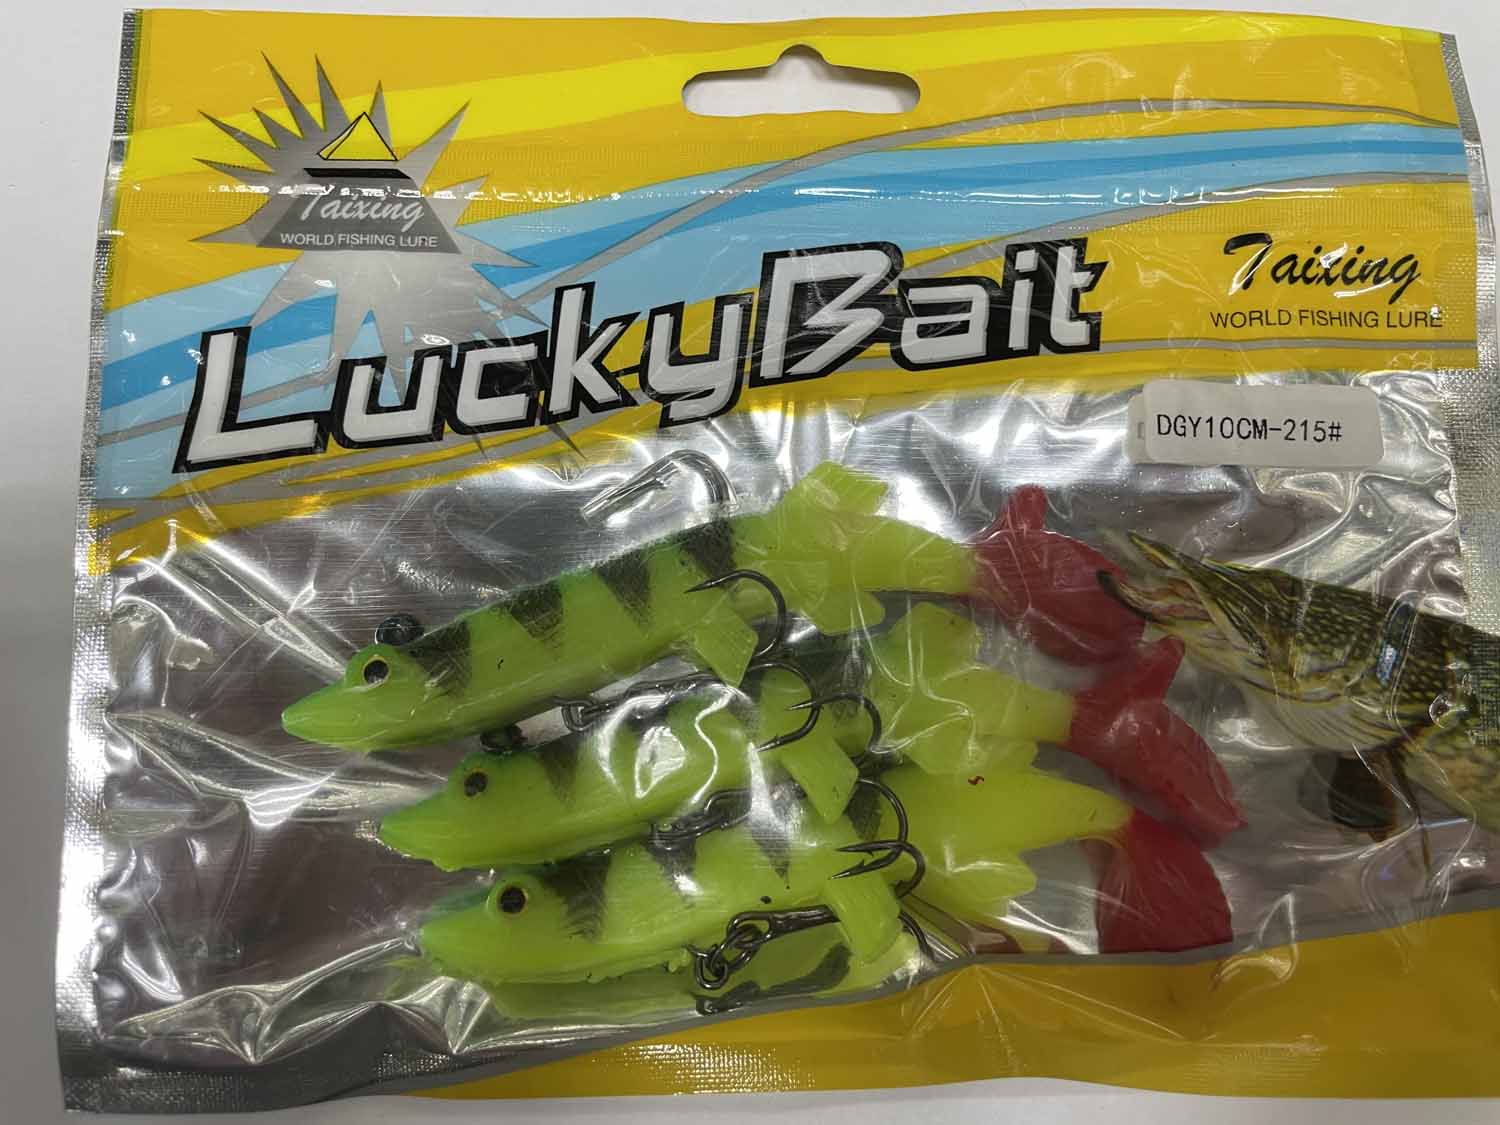 Taixing
WORLD FISHING LURE
LuckyBait
Taixing
WORLD FISHING LURE
DGY10CM-215#